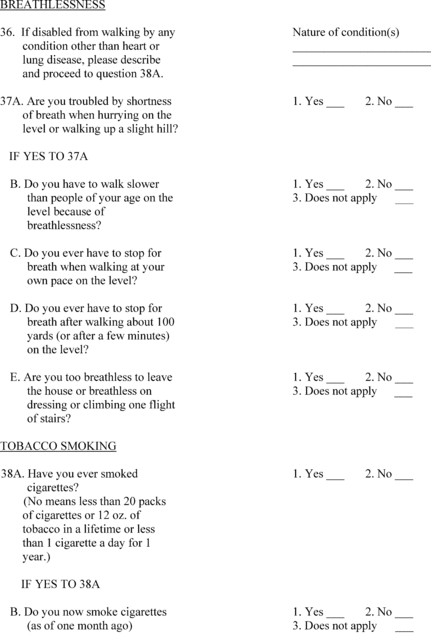 BREATHLESSNESS
36. If disabled from walking by any Nature of condition(s)
condition other than heart or
lung disease, please describe
and proceed to question 38A.
37A. Are you troubled by shortness 1. Yes ___ 2. No ___
of breath when hurrying on the
level or walking up a slight hill?
IF YES TO 37A
B. Do you have to walk slower 1. Yes ___ 2. No ___
than people of your age on the 3. Does not apply ___
level because of
breathlessness?
C. Do you ever have to stop for 1. Yes ___ 2. No ___
breath when walking at your 3. Does not apply ___
own pace on the level?
D. Do you ever have to stop for 1. Yes ___ 2. No ___
breath after walking about 100 3. Does not apply ___
yards (or after a few minutes)
on the level?
E. Are you too breathless to leave 1. Yes ___ 2. No ___
the house or breathless on 3. Does not apply ___
dressing or climbing one flight
of stairs?
TOBACCO SMOKING
38A. Have you ever smoked 1. Yes ___ 2. No ___
cigarettes?
(No means less than 20 packs
of cigarettes or 12 oz. of
tobacco in a lifetime or less
than 1 cigarette a day for 1
year.)
IF YES TO 38A
B. Do you now smoke cigarettes 1. Yes ___ 2. No ___
(as of one month ago) 3. Does not apply ___